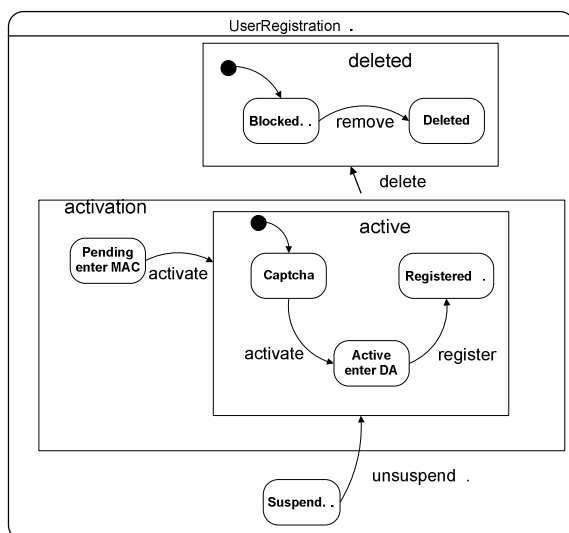 UserRegistration .
deleted
Blocked. .
remove
Deleted
delete
activation
active
Pending
enter MAC
activate
Captcha
Registered .
activate
Active
enter DA
register
unsuspend .
Suspend. .